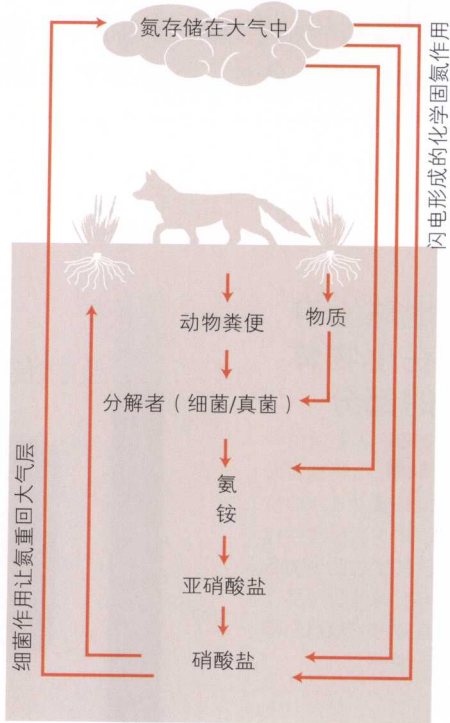 氮存储在大气中
闪电形成的化学固氮作用
动物粪便
物质
分解者（细菌/真菌）
氨
铵
亚硝酸盐
硝酸盐
细菌作用让氮重回大气层